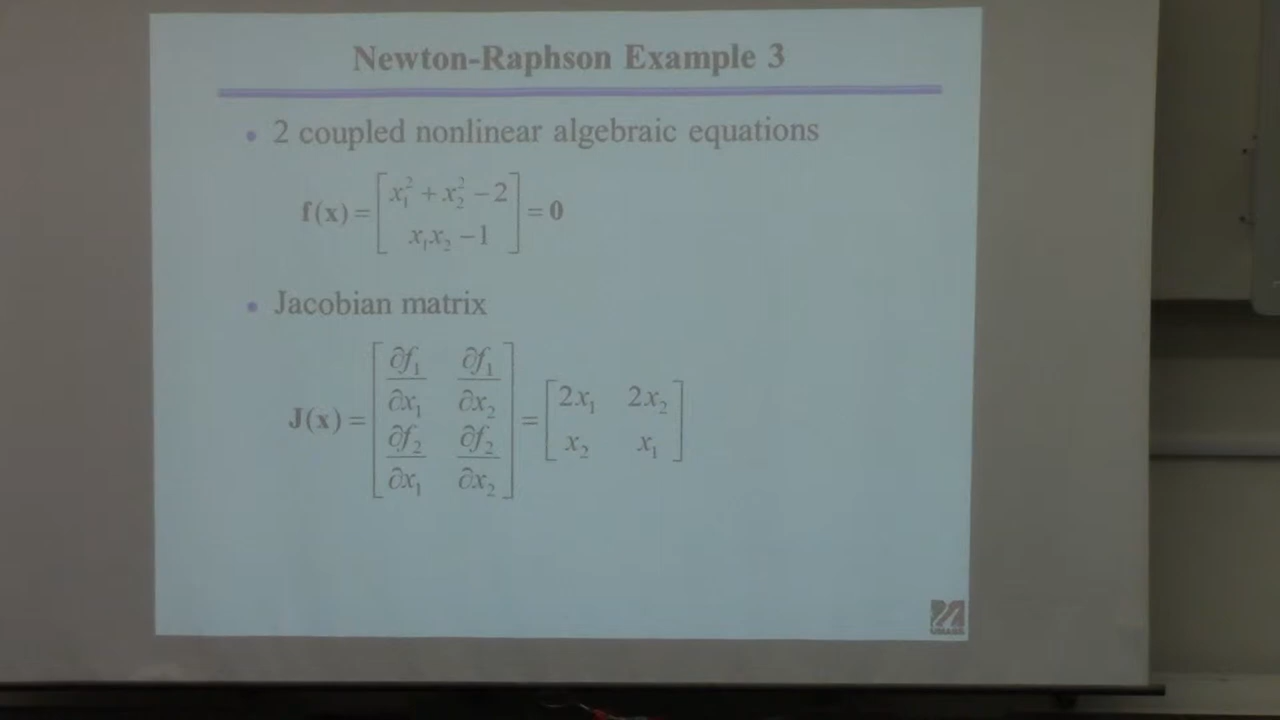 Newton-Raphson Example 3
• 2 coupled nonlinear algebraic equations
f(x) = [ x₁² + x₂² − 2
x₁x₂ − 1 ] = 0
• Jacobian matrix
J(x) = [ ∂f₁/∂x₁ ∂f₁/∂x₂
∂f₂/∂x₁ ∂f₂/∂x₂ ] = [ 2x₁ 2x₂
x₂ x₁ ]